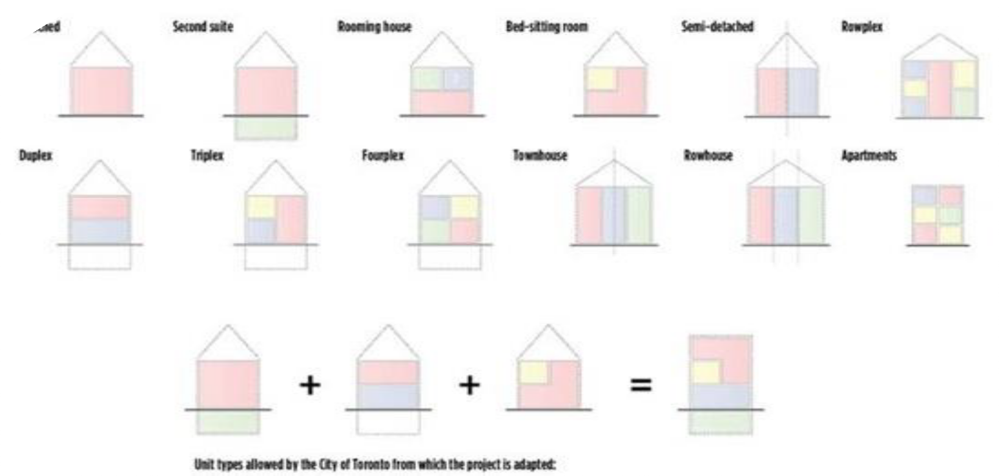 Second suite
Rooming house
Bed-sitting room
Semi-detached
Rowplex
Duplex
Triplex
Fourplex
Townhouse
Rowhouse
Apartments
+ + =
Unit types allowed by the City of Toronto from which the project is adapted: